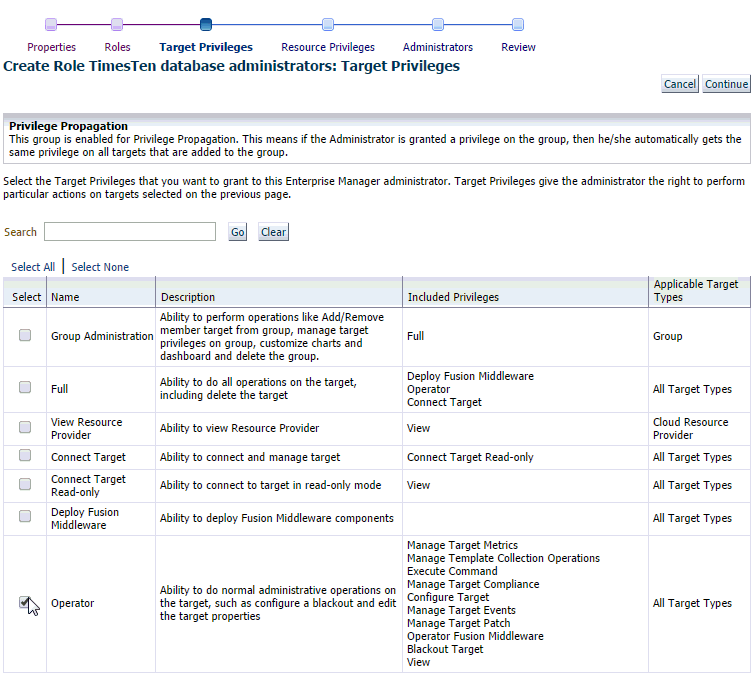 Properties Roles Target Privileges Resource Privileges Administrators Review
Create Role TimesTen database administrators: Target Privileges
Cancel Continue
Privilege Propagation
This group is enabled for Privilege Propagation. This means if the Administrator is granted a privilege on the group, then he/she automatically gets the
same privilege on all targets that are added to the group.
Select the Target Privileges that you want to grant to this Enterprise Manager administrator. Target Privileges give the administrator the right to perform
particular actions on targets selected on the previous page.
Search Go Clear
Select All | Select None
Select Name Description Included Privileges Applicable Target
Types
Group Administration
Ability to perform operations like Add/Remove
member target from group, manage target
privileges on group, customize charts and
dashboard and delete the group.
Full
Group
Full
Ability to do all operations on the target,
including delete the target
Deploy Fusion Middleware
Operator
Connect Target
All Target Types
View Resource
Provider
Ability to view Resource Provider
View
Cloud Resource
Provider
Connect Target
Ability to connect and manage target
Connect Target Read-only
All Target Types
Connect Target
Read-only
Ability to connect to target in read-only mode
View
All Target Types
Deploy Fusion
Middleware
Ability to deploy Fusion Middleware components
All Target Types
Operator
Ability to do normal administrative operations on
the target, such as configure a blackout and edit
the target properties
Manage Target Metrics
Manage Template Collection Operations
Execute Command
Manage Target Compliance
Configure Target
Manage Target Events
Manage Target Patch
Operator Fusion Middleware
Blackout Target
View
All Target Types